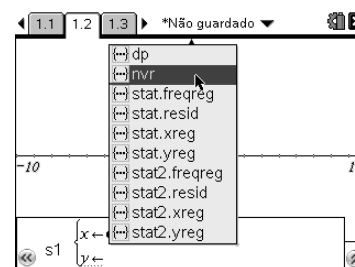 1.1 1.2 1.3 *Não guardado
dp
nvr
stat.freqreg
stat.resid
stat.xreg
stat.yreg
stat2.freqreg
stat2.resid
stat2.xreg
stat2.yreg
-10 1
s1 x←
y←